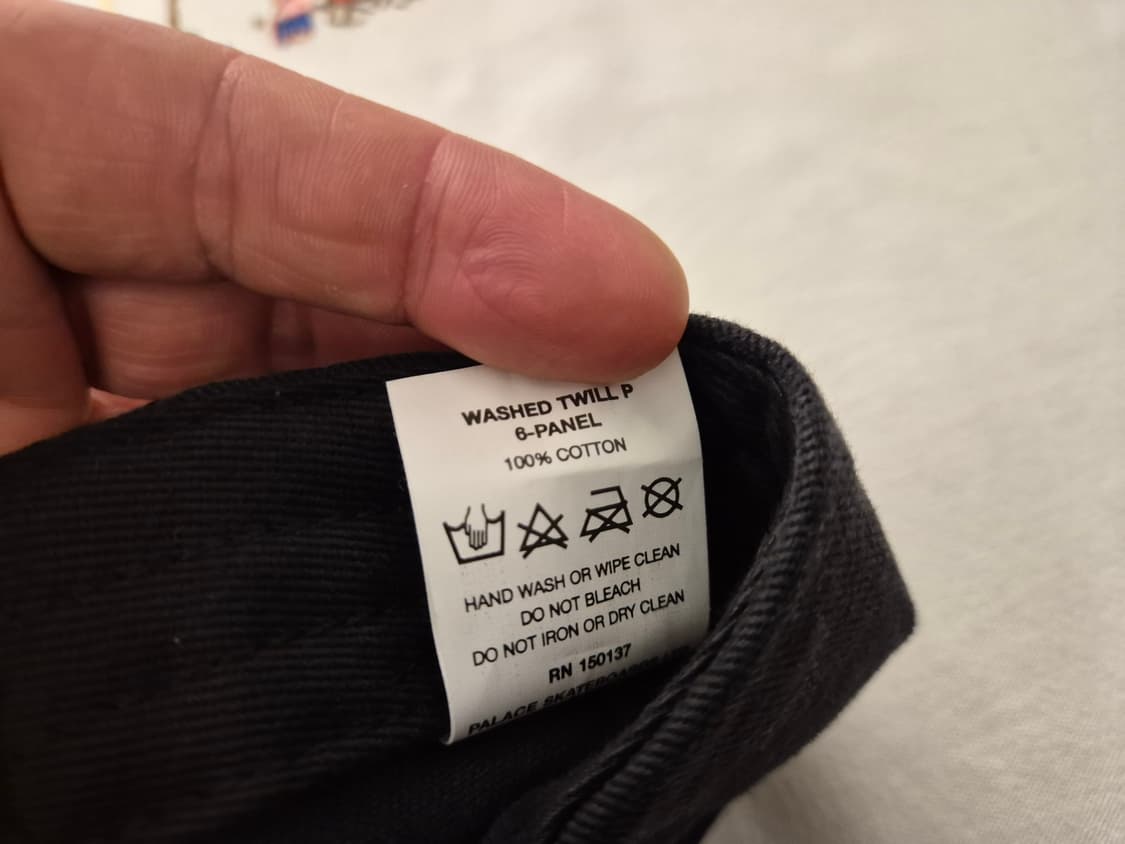 WASHED TWILL P
6-PANEL
100% COTTON
HAND WASH OR WIPE CLEAN
DO NOT BLEACH
DO NOT IRON OR DRY CLEAN
RN 150137
PALACE SKATEBOARDS